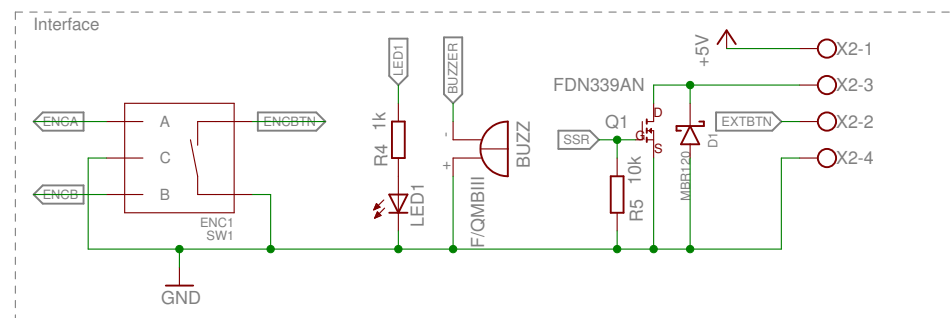 Interface
LED1
BUZZER
+5V
X2-1
FDN339AN
X2-3
ENCA
A
ENCBTN
R4
1k
-
BUZZ
Q1
D
G
S
EXTBTN
X2-2
D1
C
SSR
+
MBR120
X2-4
ENCB
B
LED1
F/QMBIII
R5
10k
ENC1
SW1
GND